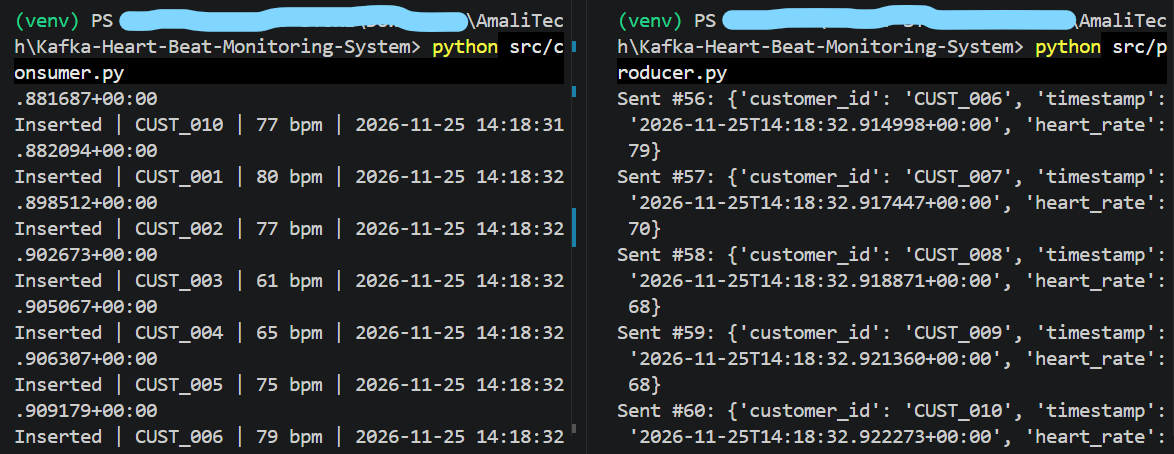 (venv) PS \AmaliTec
h\Kafka-Heart-Beat-Monitoring-System> python src/c
onsumer.py
.881687+00:00
Inserted | CUST_010 | 77 bpm | 2026-11-25 14:18:31
.882094+00:00
Inserted | CUST_001 | 80 bpm | 2026-11-25 14:18:32
.898512+00:00
Inserted | CUST_002 | 77 bpm | 2026-11-25 14:18:32
.902673+00:00
Inserted | CUST_003 | 61 bpm | 2026-11-25 14:18:32
.905067+00:00
Inserted | CUST_004 | 65 bpm | 2026-11-25 14:18:32
.906307+00:00
Inserted | CUST_005 | 75 bpm | 2026-11-25 14:18:32
.909179+00:00
Inserted | CUST_006 | 79 bpm | 2026-11-25 14:18:32
(venv) PS \AmaliTec
h\Kafka-Heart-Beat-Monitoring-System> python src/p
roducer.py
Sent #56: {'customer_id': 'CUST_006', 'timestamp':
'2026-11-25T14:18:32.914998+00:00', 'heart_rate':
79}
Sent #57: {'customer_id': 'CUST_007', 'timestamp':
'2026-11-25T14:18:32.917447+00:00', 'heart_rate':
70}
Sent #58: {'customer_id': 'CUST_008', 'timestamp':
'2026-11-25T14:18:32.918871+00:00', 'heart_rate':
68}
Sent #59: {'customer_id': 'CUST_009', 'timestamp':
'2026-11-25T14:18:32.921360+00:00', 'heart_rate':
68}
Sent #60: {'customer_id': 'CUST_010', 'timestamp':
'2026-11-25T14:18:32.922273+00:00', 'heart_rate':